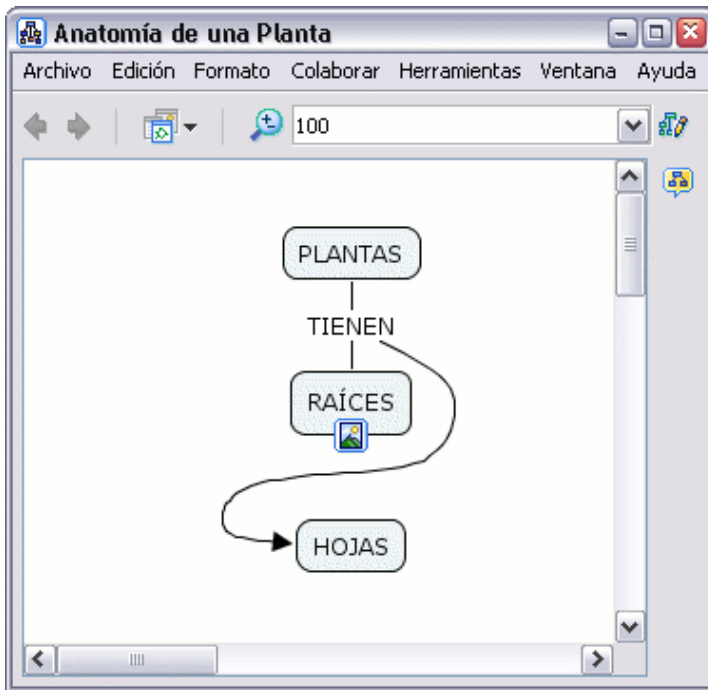 Anatomía de una Planta
Archivo Edición Formato Colaborar Herramientas Ventana Ayuda
100
PLANTAS
TIENEN
RAÍCES
HOJAS